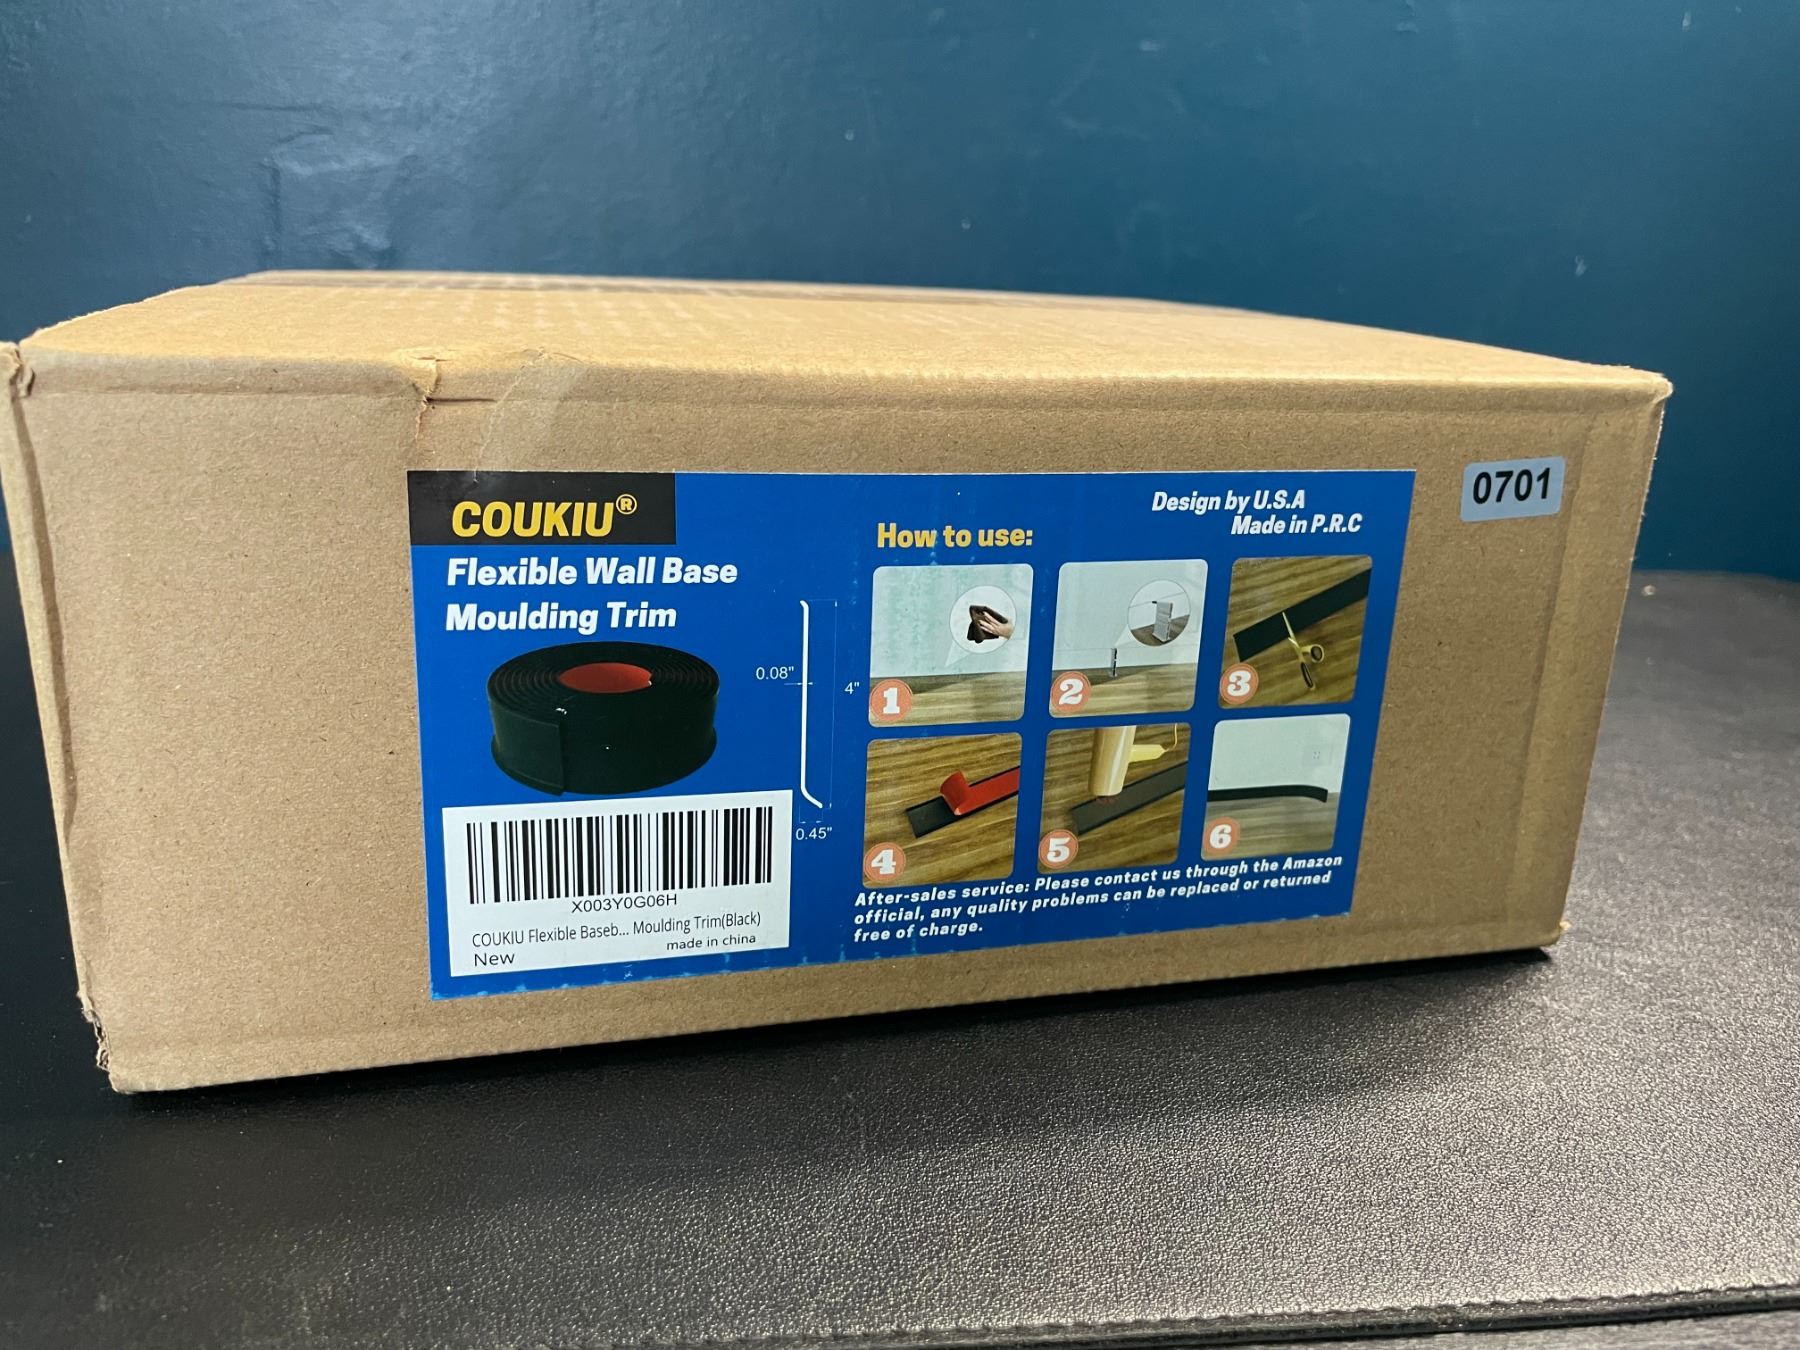 COUKIU®
Flexible Wall Base
Moulding Trim
0.08"
4"
0.45"
X003Y0G06H
COUKIU Flexible Baseb... Moulding Trim(Black)
made in china
New
How to use:
Design by U.S.A
Made in P.R.C
1
2
3
4
5
6
After-sales service: Please contact us through the Amazon
official, any quality problems can be replaced or returned
free of charge.
0701